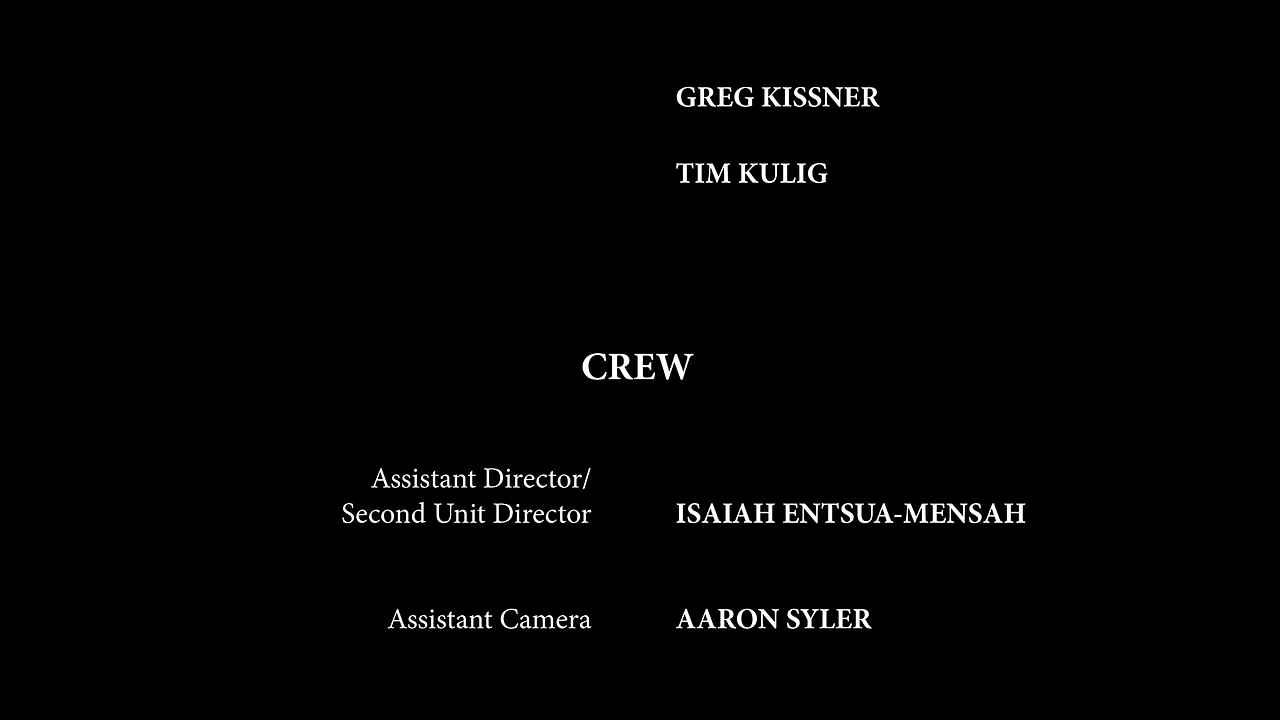 GREG KISSNER
TIM KULIG
CREW
Assistant Director/
Second Unit Director ISAIAH ENTSUA-MENSAH
Assistant Camera AARON SYLER